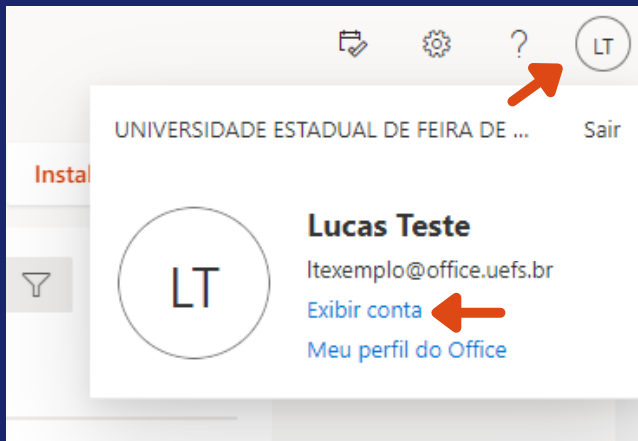 ? LT
UNIVERSIDADE ESTADUAL DE FEIRA DE ... Sair
Instal
LT
Lucas Teste
ltexemplo@office.uefs.br
Exibir conta
Meu perfil do Office